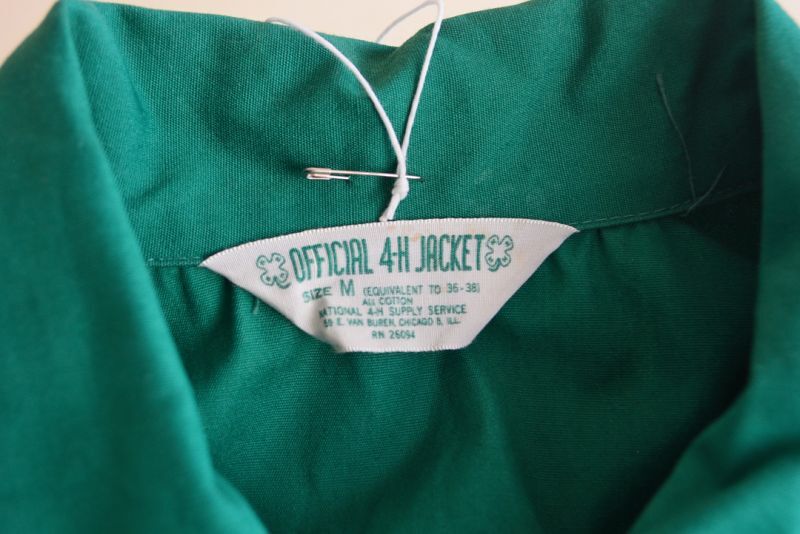 OFFICIAL 4-H JACKET
SIZE M (EQUIVALENT TO 36-38)
ALL COTTON
NATIONAL 4-H SUPPLY SERVICE
59 E. VAN BUREN, CHICAGO 5, ILL.
RN 26094